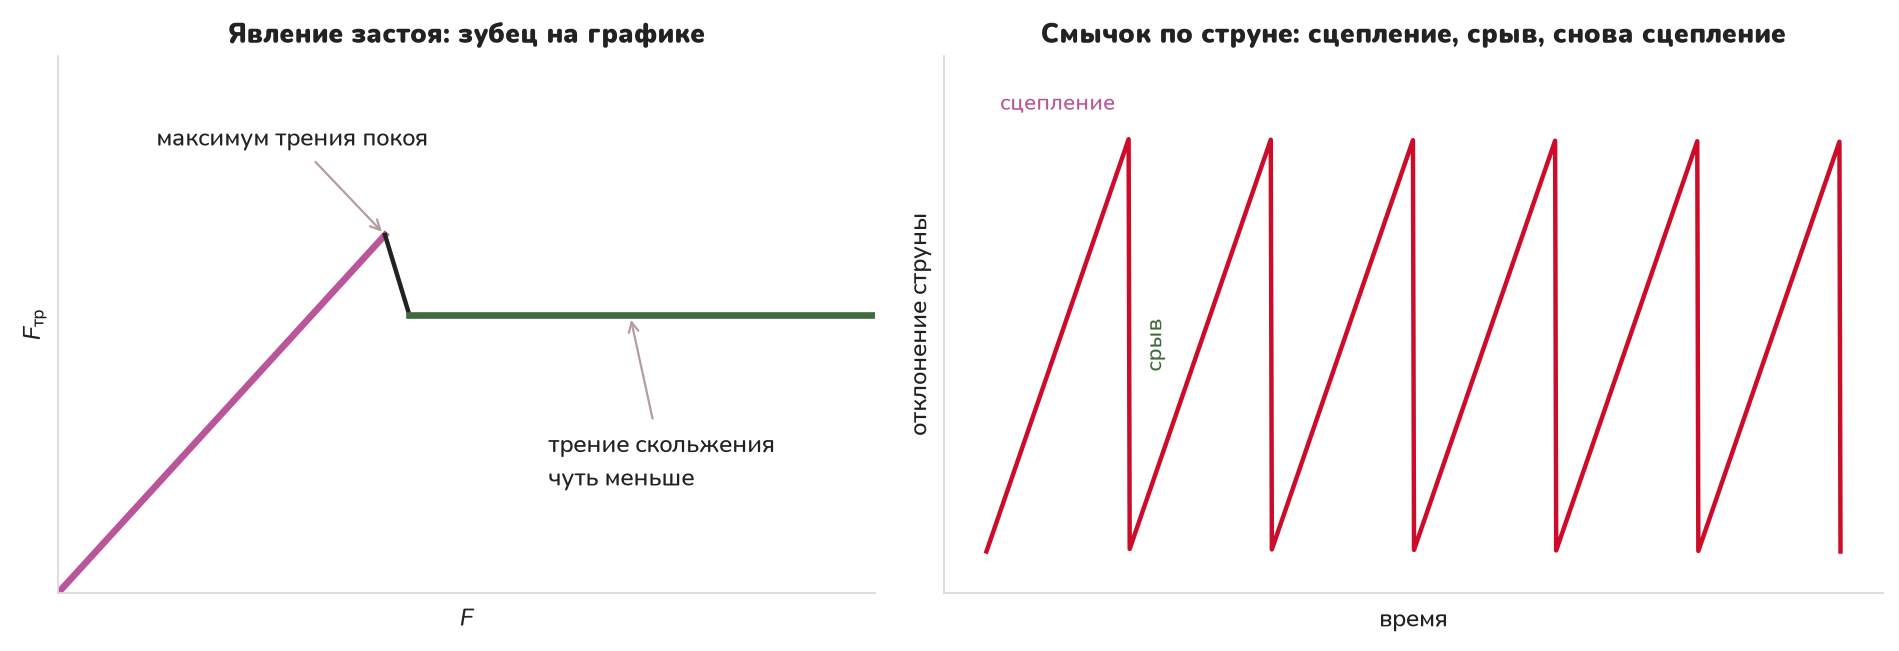 Явление застоя: зубец на графике
максимум трения покоя
Fтр
трение скольжения
чуть меньше
F
Смычок по струне: сцепление, срыв, снова сцепление
сцепление
отклонение струны
срыв
время